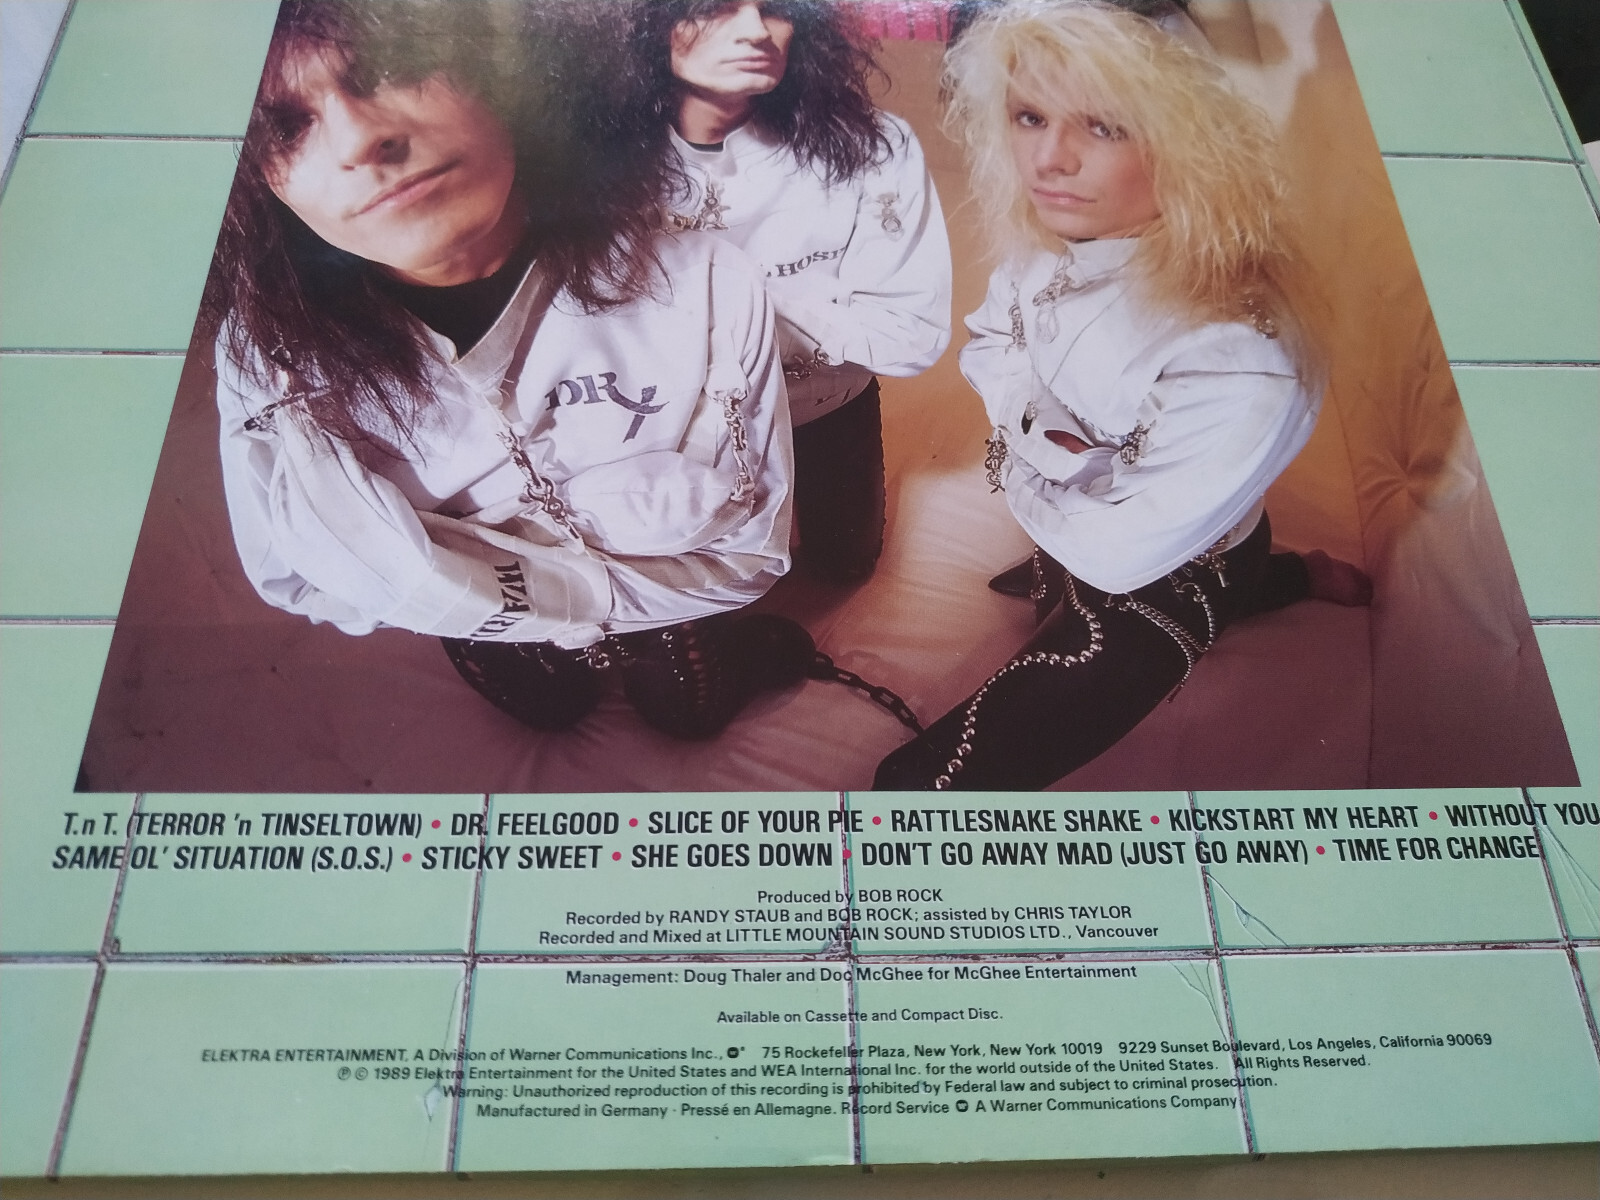 HOSPI
DR
WARD
T.n T. (TERROR 'n TINSELTOWN) • DR. FEELGOOD • SLICE OF YOUR PIE • RATTLESNAKE SHAKE • KICKSTART MY HEART • WITHOUT YOU
SAME OL' SITUATION (S.O.S.) • STICKY SWEET • SHE GOES DOWN • DON'T GO AWAY MAD (JUST GO AWAY) • TIME FOR CHANGE
Produced by BOB ROCK
Recorded by RANDY STAUB and BOB ROCK; assisted by CHRIS TAYLOR
Recorded and Mixed at LITTLE MOUNTAIN SOUND STUDIOS LTD., Vancouver
Management: Doug Thaler and Doc McGhee for McGhee Entertainment
Available on Cassette and Compact Disc.
ELEKTRA ENTERTAINMENT, A Division of Warner Communications Inc., 75 Rockefeller Plaza, New York, New York 10019 9229 Sunset Boulevard, Los Angeles, California 90069
℗ © 1989 Elektra Entertainment for the United States and WEA International Inc. for the world outside of the United States. All Rights Reserved.
Warning: Unauthorized reproduction of this recording is prohibited by Federal law and subject to criminal prosecution.
Manufactured in Germany · Pressé en Allemagne. Record Service A Warner Communications Company